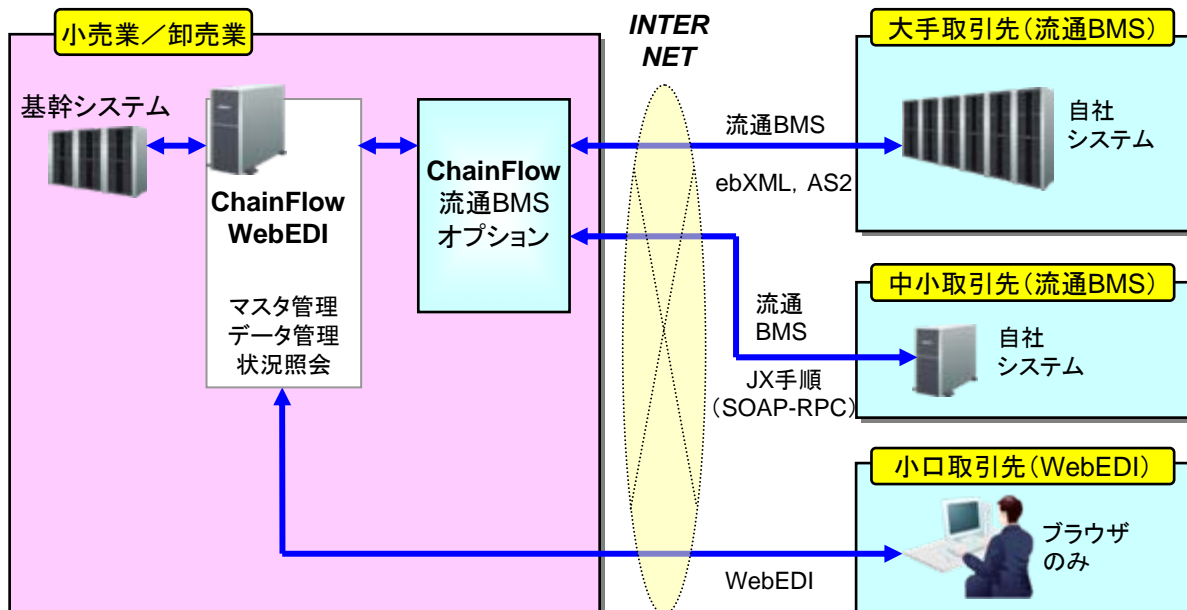 小売業／卸売業
基幹システム
ChainFlow
WebEDI
マスタ管理
データ管理
状況照会
ChainFlow
流通BMS
オプション
INTER
NET
流通BMS
ebXML，AS2
流通
BMS
JX手順
（SOAP-RPC）
WebEDI
大手取引先（流通BMS）
自社
システム
中小取引先（流通BMS）
自社
システム
小口取引先（WebEDI）
ブラウザ
のみ